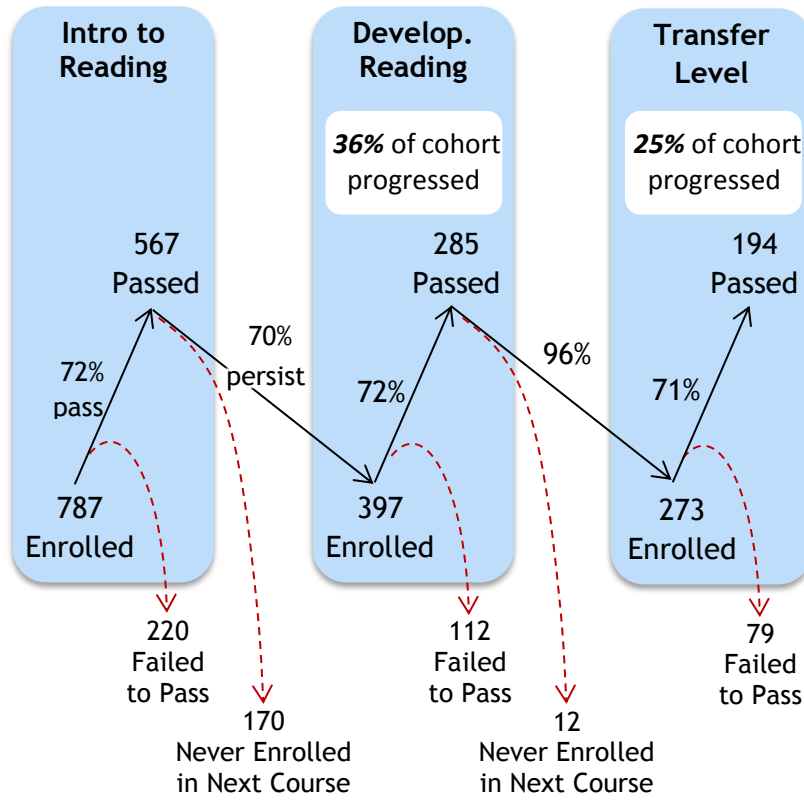 Intro to
Reading
567
Passed
72%
pass
787
Enrolled
220
Failed
to Pass
70%
persist
170
Never Enrolled
in Next Course
Develop.
Reading
36% of cohort
progressed
285
Passed
72%
397
Enrolled
112
Failed
to Pass
96%
12
Never Enrolled
in Next Course
Transfer
Level
25% of cohort
progressed
194
Passed
71%
273
Enrolled
79
Failed
to Pass